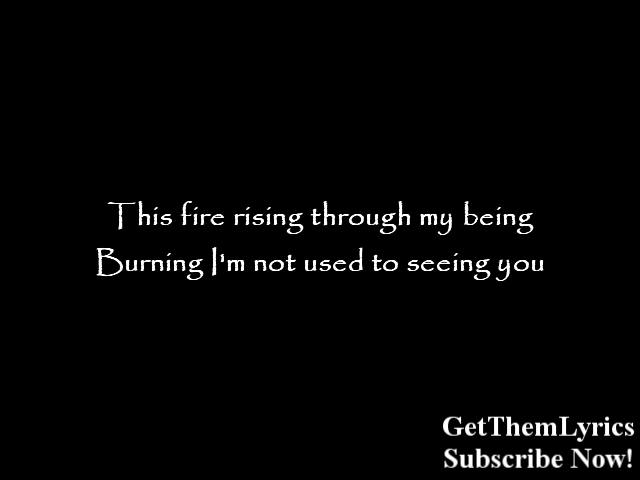 This fire rising through my being
Burning I'm not used to seeing you
GetThemLyrics
Subscribe Now!